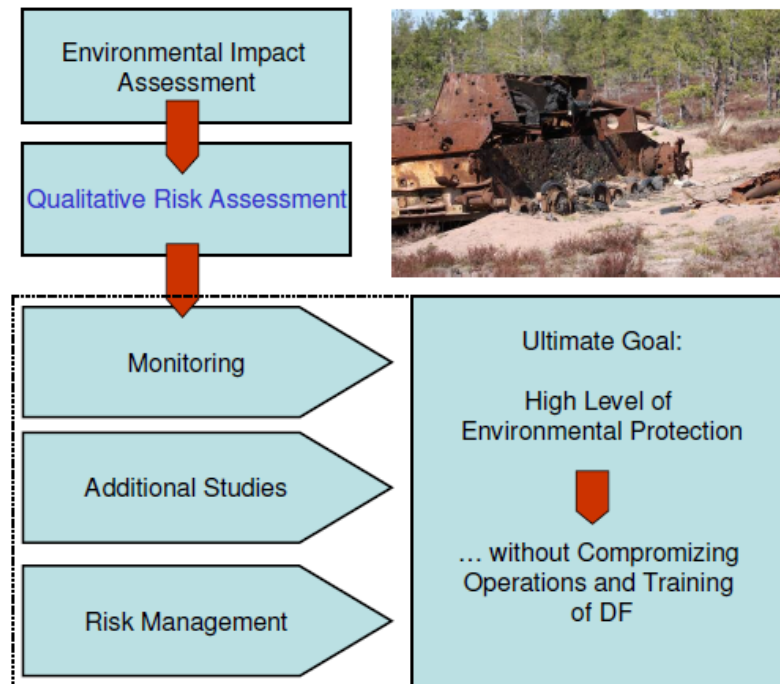 Environmental Impact
Assessment
Qualitative Risk Assessment
Monitoring
Additional Studies
Risk Management
Ultimate Goal:
High Level of
Environmental Protection
… without Compromizing
Operations and Training
of DF